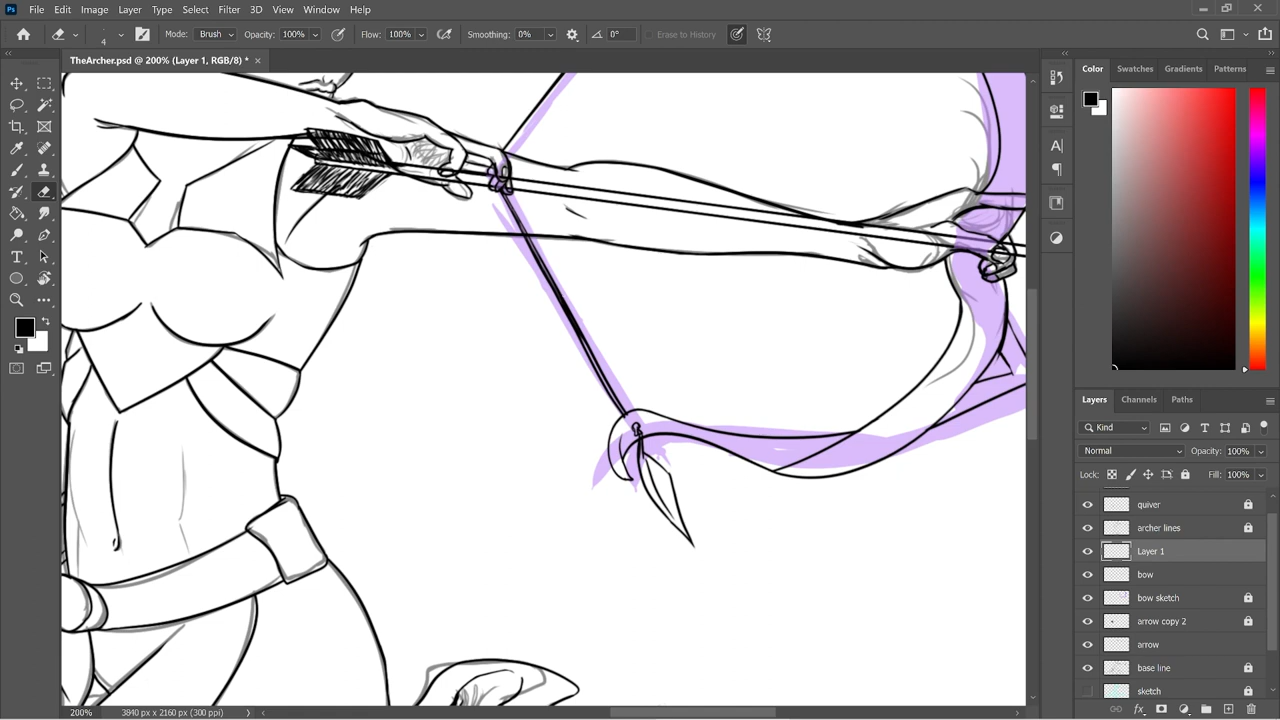 Ps File Edit Image Layer Type Select Filter 3D View Window Help
4 Mode: Brush Opacity: 100% Flow: 100% Smoothing: 0% 0° Erase to History
TheArcher.psd @ 200% (Layer 1, RGB/8) *
Color Swatches Gradients Patterns
Layers Channels Paths
Kind
Normal Opacity: 100%
Lock: Fill: 100%
quiver
archer lines
Layer 1
bow
bow sketch
arrow copy 2
arrow
base line
sketch
200% 3840 px x 2160 px (300 ppi)